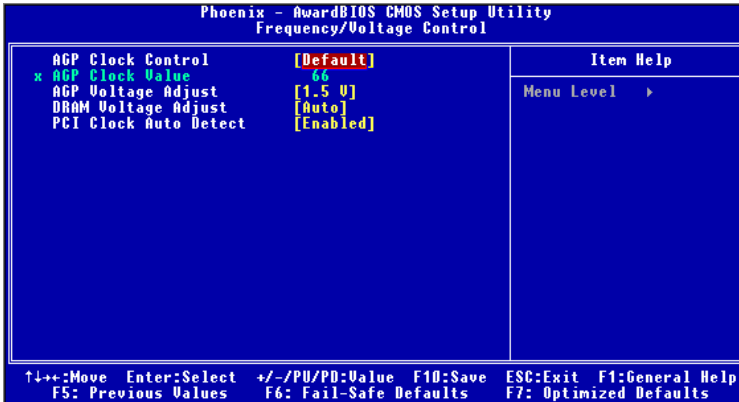 Phoenix - AwardBIOS CMOS Setup Utility
Frequency/Voltage Control
AGP Clock Control [Default]
x AGP Clock Value 66
AGP Voltage Adjust [1.5 V]
DRAM Voltage Adjust [Auto]
PCI Clock Auto Detect [Enabled]
Item Help
Menu Level ▸
↑↓→←:Move Enter:Select +/-/PU/PD:Value F10:Save ESC:Exit F1:General Help
F5: Previous Values F6: Fail-Safe Defaults F7: Optimized Defaults